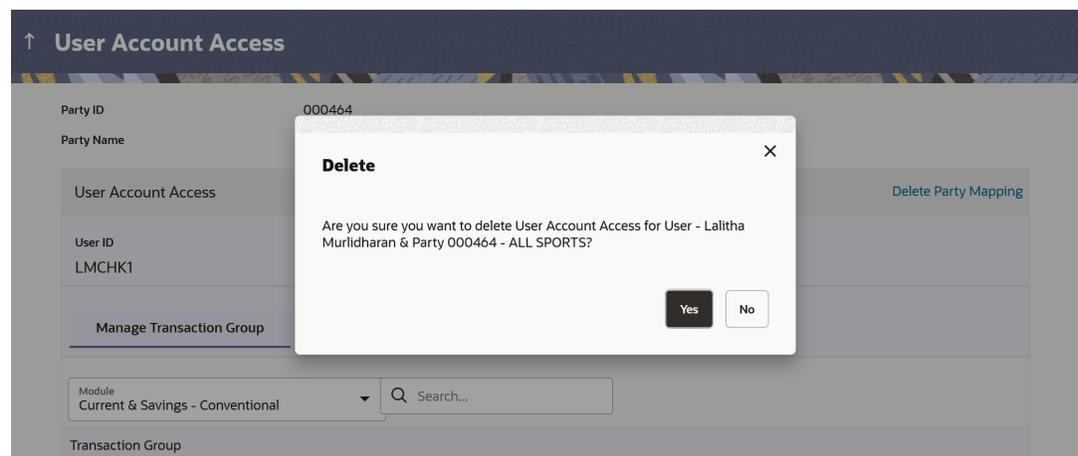 ↑ User Account Access
Party ID 000464
Party Name
Delete
User Account Access
Delete Party Mapping
Are you sure you want to delete User Account Access for User - Lalitha
Murlidharan & Party 000464 - ALL SPORTS?
User ID
LMCHK1
Yes No
Manage Transaction Group
Module
Current & Savings - Conventional
Search...
Transaction Group